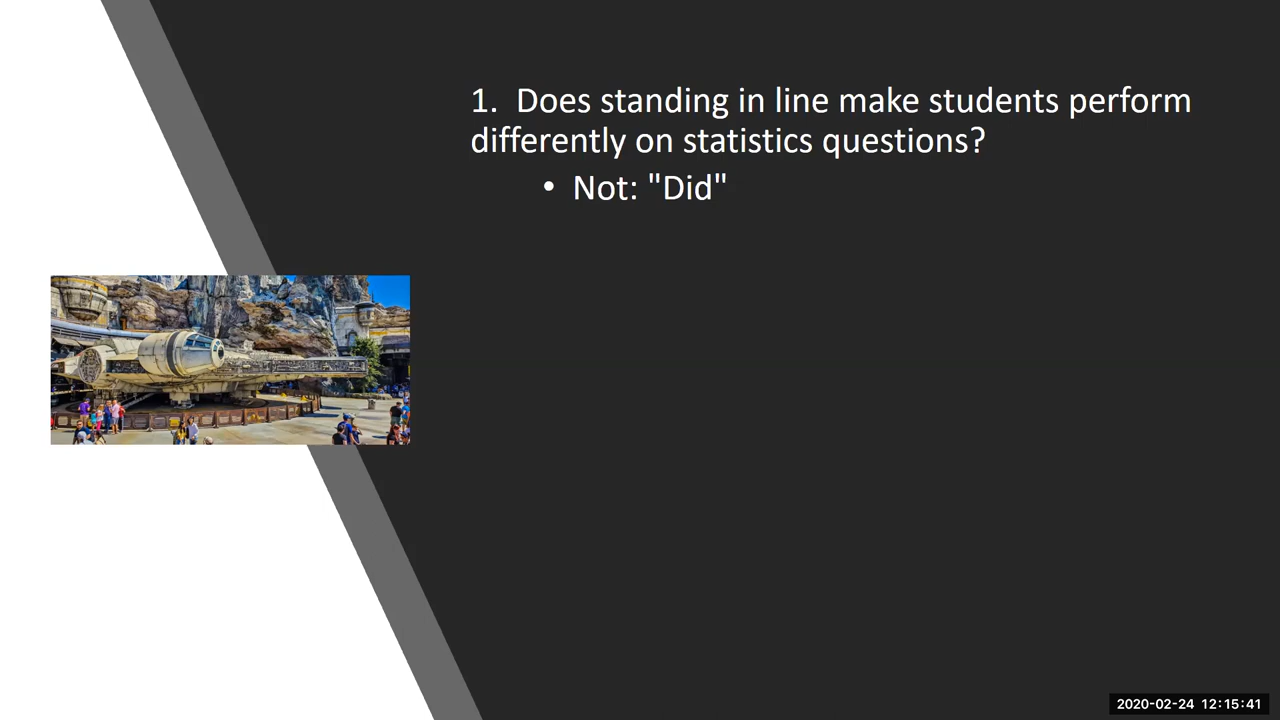 1. Does standing in line make students perform
differently on statistics questions?
• Not: "Did"
2020-02-24 12:15:41